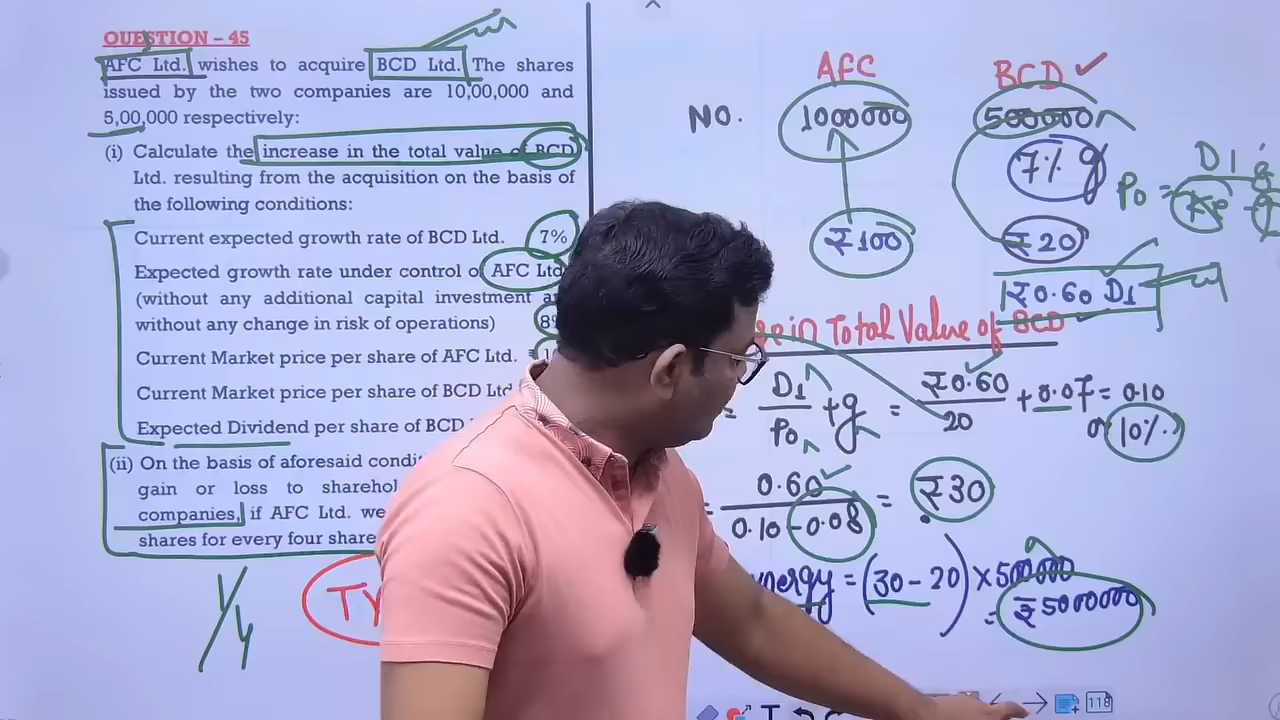 QUESTION – 45
AFC Ltd. wishes to acquire BCD Ltd. The shares
issued by the two companies are 10,00,000 and
5,00,000 respectively:
(i) Calculate the increase in the total value of BCD
Ltd. resulting from the acquisition on the basis of
the following conditions:
Current expected growth rate of BCD Ltd. 7%
Expected growth rate under control of AFC Ltd.
(without any additional capital investment
without any change in risk of operations)
Current Market price per share of AFC Ltd.
Current Market price per share of BCD Ltd
Expected Dividend per share of BCD
(ii) On the basis of aforesaid
gain or loss to
companies, if AFC Ltd.
shares for every four
1/4
AFC BCD ✓
NO. 1000000 500000
7% g
P0 = D1
₹100 ₹20
₹0.60 D1
in Total Value of BCD
= D1/P0 + g = ₹0.60/20 + 0.07 = 0.10
or 10%
= 0.60/0.10 - 0.08 = ₹30
= (30 - 20) × 500000
= ₹5000000
118